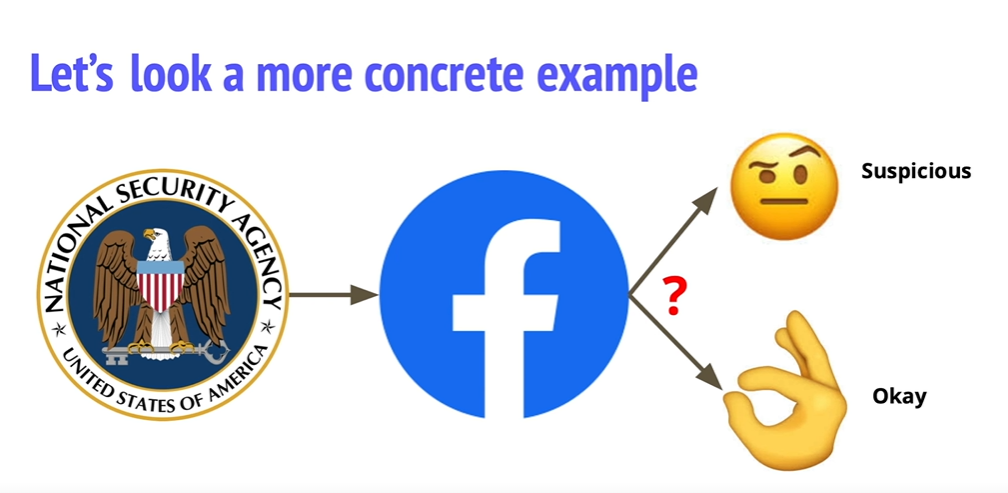 Let's look a more concrete example
NATIONAL SECURITY AGENCY
UNITED STATES OF AMERICA
f
?
Suspicious
Okay